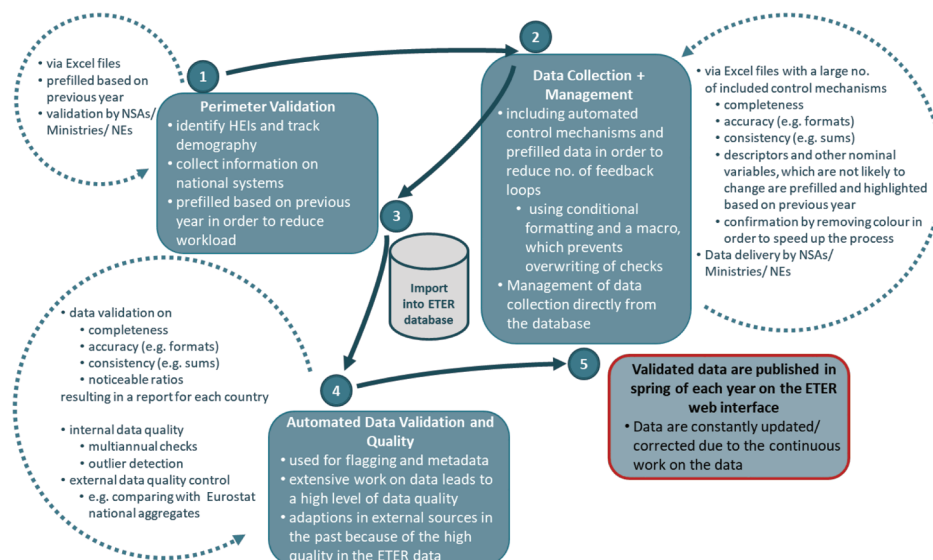 1
• via Excel files
• prefilled based on
previous year
• validation by NSAs/
Ministries/ NEs
Perimeter Validation
• identify HEIs and track
demography
• collect information on
national systems
• prefilled based on previous
year in order to reduce
workload
2
Data Collection +
Management
• including automated
control mechanisms and
prefilled data in order to
reduce no. of feedback
loops
• using conditional
formatting and a macro,
which prevents
overwriting of checks
• Management of data
collection directly from
the database
• via Excel files with a large no.
of included control mechanisms
• completeness
• accuracy (e.g. formats)
• consistency (e.g. sums)
• descriptors and other nominal
variables, which are not likely to
change are prefilled and highlighted
based on previous year
• confirmation by removing colour in
order to speed up the process
• Data delivery by NSAs/
Ministries/ NEs
3
Import
into ETER
database
• data validation on
• completeness
• accuracy (e.g. formats)
• consistency (e.g. sums)
• noticeable ratios
resulting in a report for each country
• internal data quality
• multiannual checks
• outlier detection
• external data quality control
• e.g. comparing with Eurostat
national aggregates
4
Automated Data Validation and
Quality
• used for flagging and metadata
• extensive work on data leads to
a high level of data quality
• adaptions in external sources in
the past because of the high
quality in the ETER data
5
Validated data are published in
spring of each year on the ETER
web interface
• Data are constantly updated/
corrected due to the continuous
work on the data